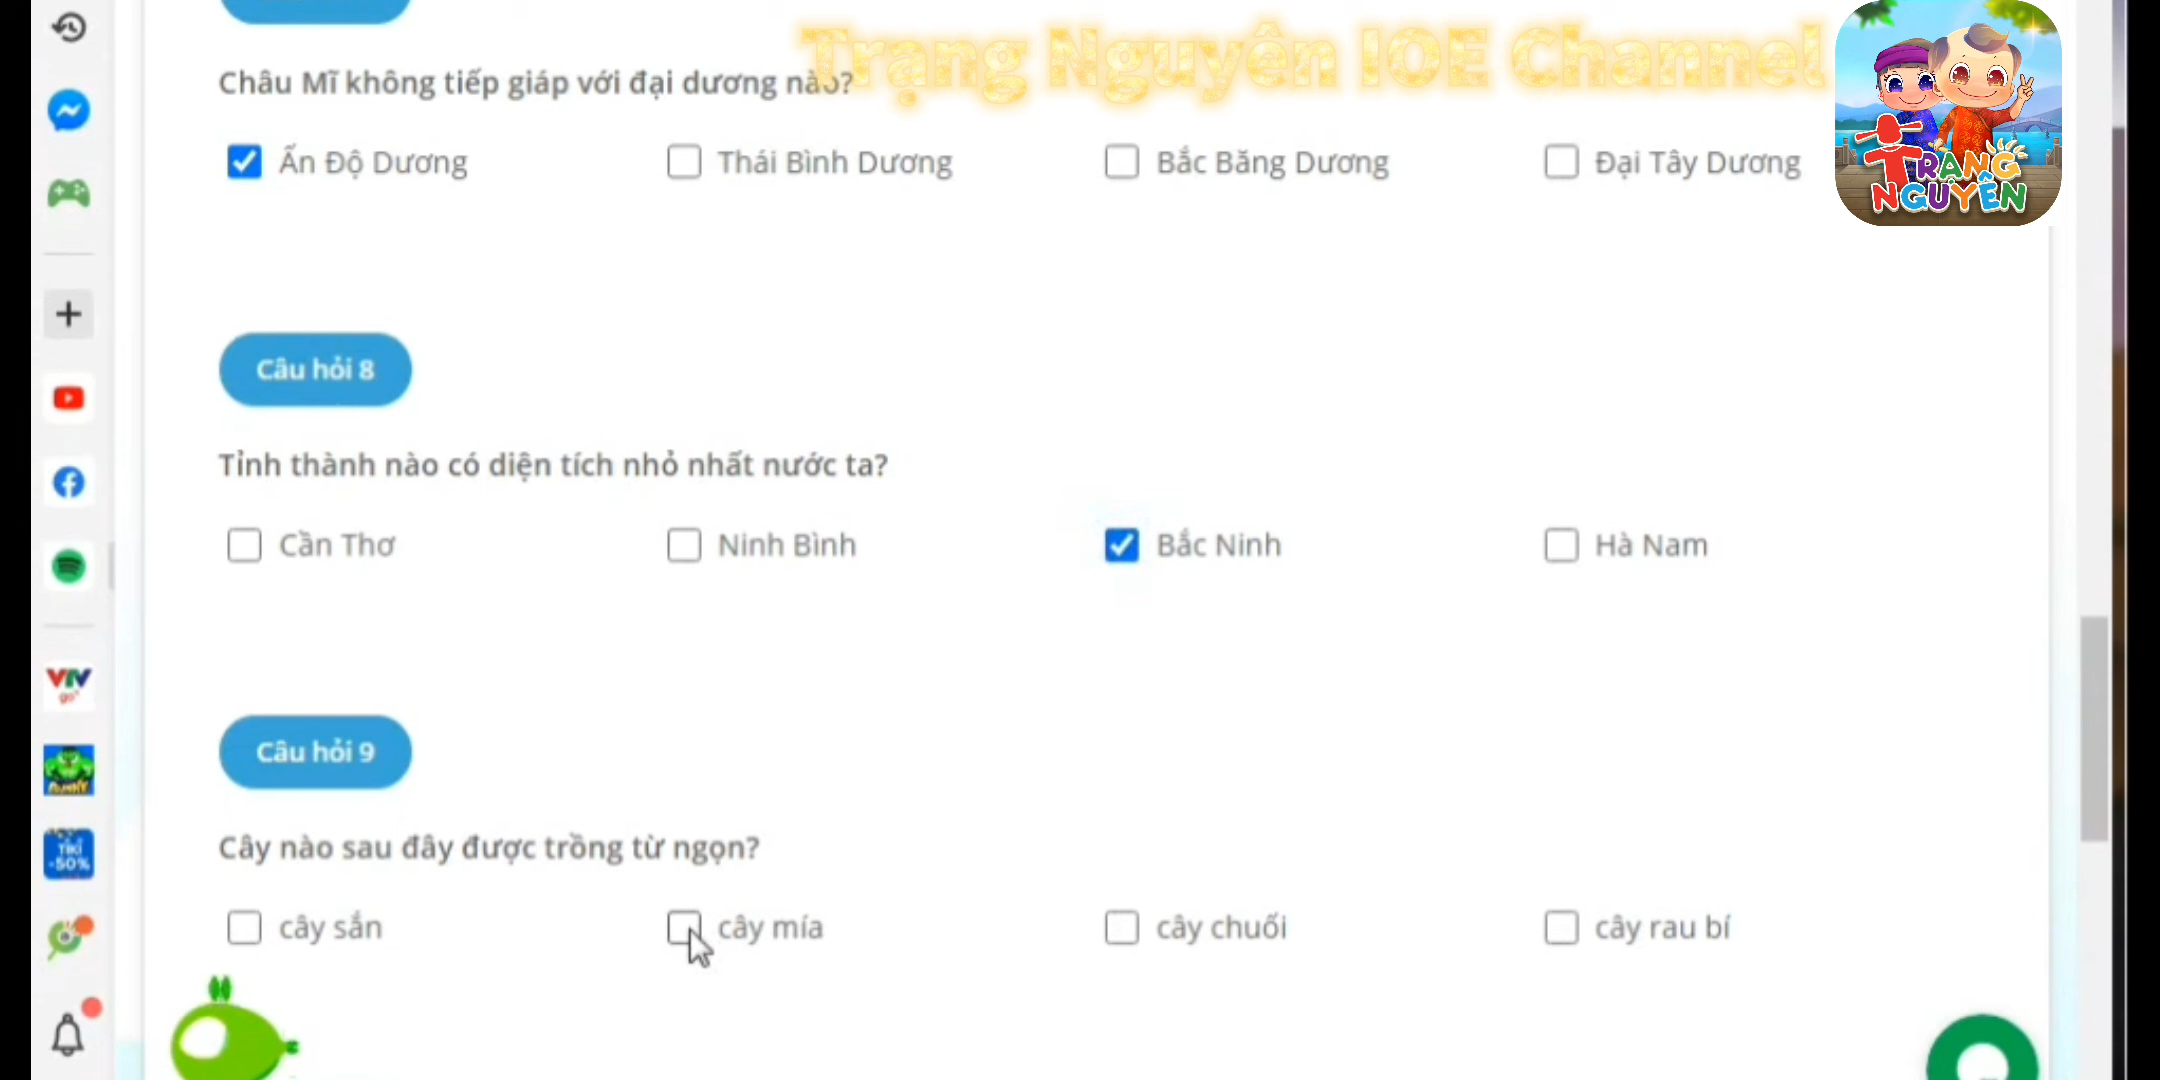 Trạng Nguyên IOE Channel
Châu Mĩ không tiếp giáp với đại dương nào?
Ấn Độ Dương
Thái Bình Dương
Bắc Băng Dương
Đại Tây Dương
TRẠNG
NGUYÊN
Câu hỏi 8
Tỉnh thành nào có diện tích nhỏ nhất nước ta?
Cần Thơ
Ninh Bình
Bắc Ninh
Hà Nam
VTV
go
Câu hỏi 9
TIKI
-50%
Cây nào sau đây được trồng từ ngọn?
cây sắn
cây mía
cây chuối
cây rau bí